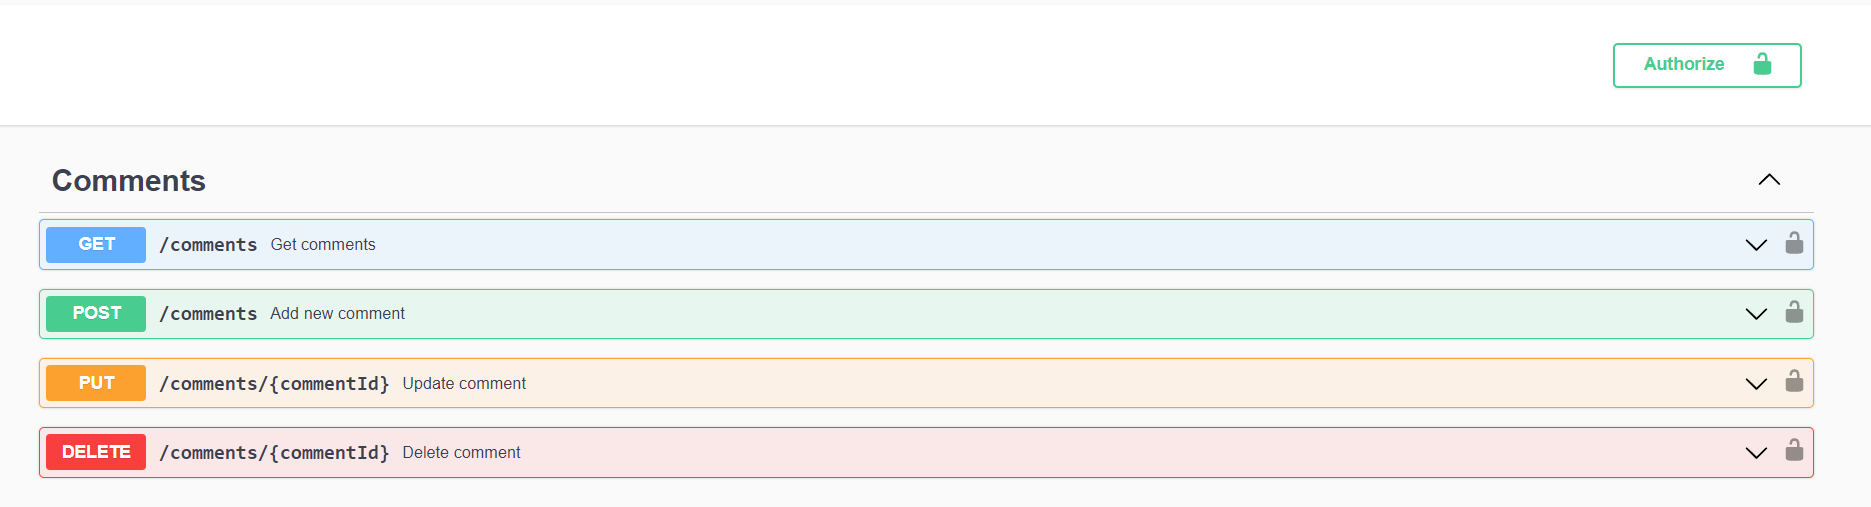 Authorize
Comments
GET /comments Get comments
POST /comments Add new comment
PUT /comments/{commentId} Update comment
DELETE /comments/{commentId} Delete comment